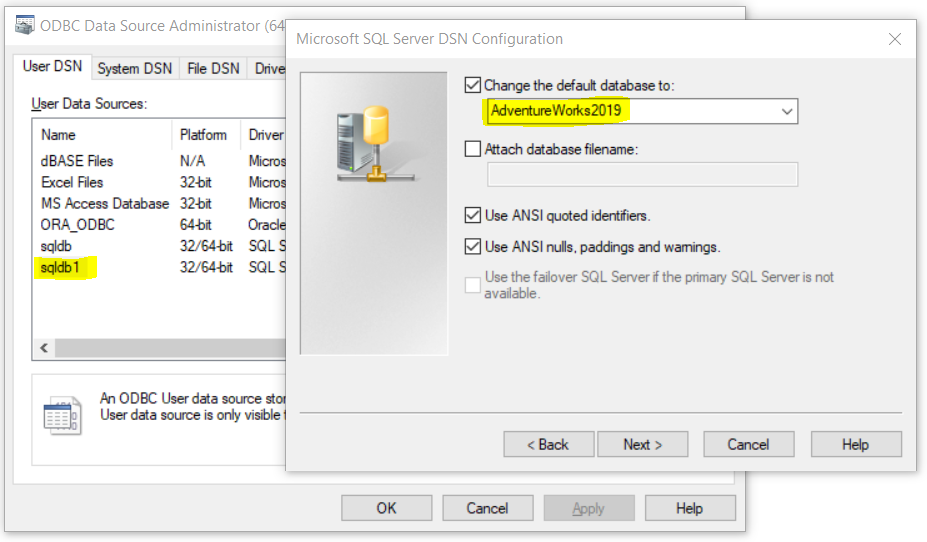 ODBC Data Source Administrator (64
User DSN System DSN File DSN Drive
User Data Sources:
Name Platform Driver
dBASE Files N/A Micros
Excel Files 32-bit Micros
MS Access Database 32-bit Micros
ORA_ODBC 64-bit Oracle
sqldb 32/64-bit SQL S
sqldb1 32/64-bit SQL S
An ODBC User data source stor
User data source is only visible
OK Cancel Apply Help
Microsoft SQL Server DSN Configuration
Change the default database to:
AdventureWorks2019
Attach database filename:
Use ANSI quoted identifiers.
Use ANSI nulls, paddings and warnings.
Use the failover SQL Server if the primary SQL Server is not
available.
< Back Next > Cancel Help